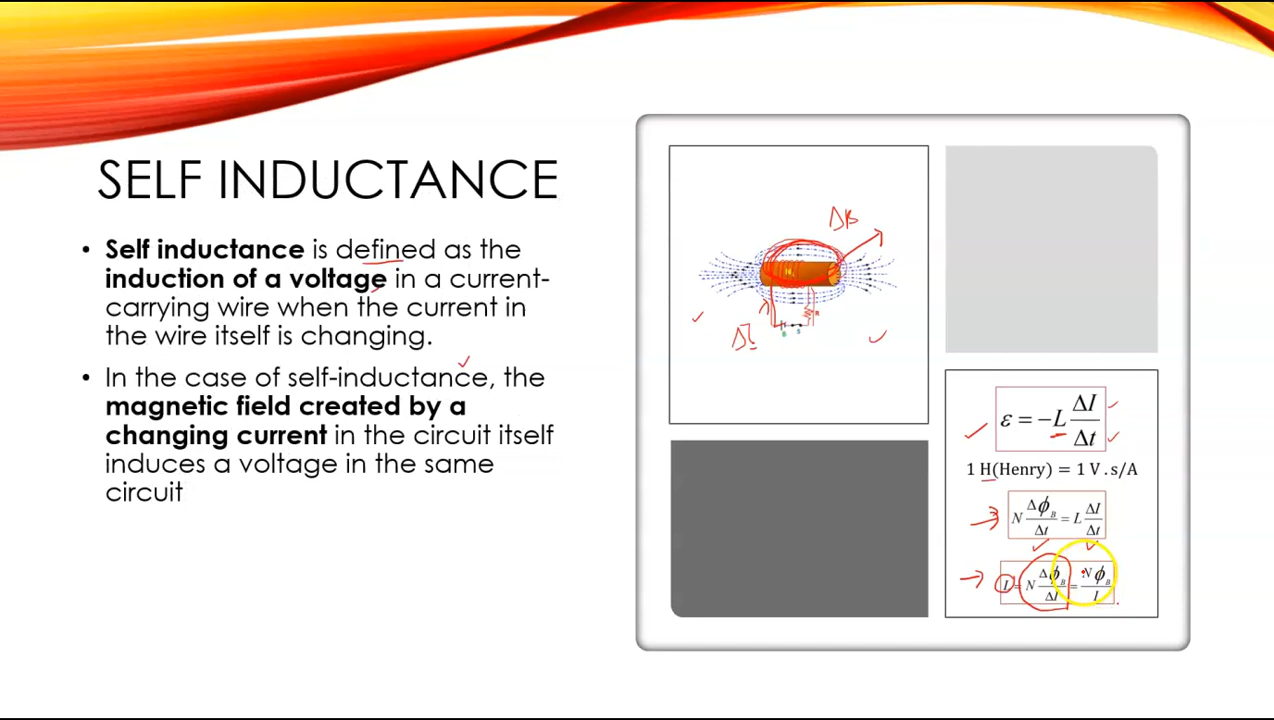 SELF INDUCTANCE
• Self inductance is defined as the
induction of a voltage in a current-
carrying wire when the current in
the wire itself is changing.
• In the case of self-inductance, the
magnetic field created by a
changing current in the circuit itself
induces a voltage in the same
circuit
ΔB
R
ΔI
B S
ε = −L ΔI/Δt
1 H(Henry) = 1 V.s/A
N Δϕ_B/Δt = L ΔI/Δt
= N Δϕ_B/ΔI = Nϕ_B/I